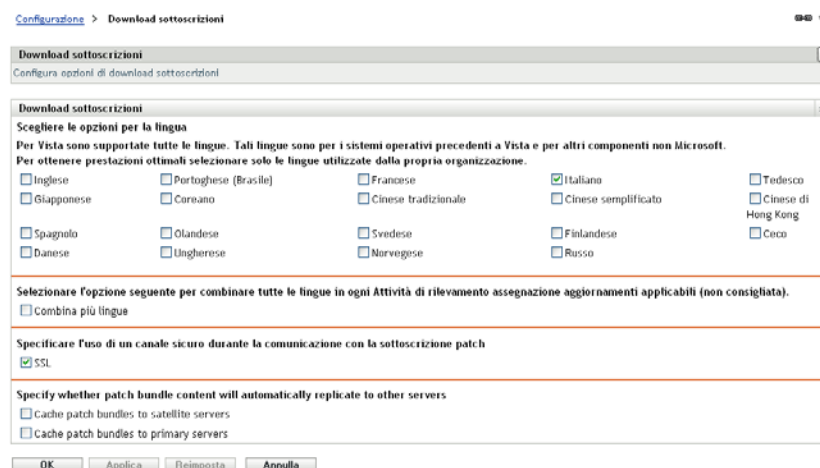 Configurazione > Download sottoscrizioni
Download sottoscrizioni
Configura opzioni di download sottoscrizioni
Download sottoscrizioni
Scegliere le opzioni per la lingua
Per Vista sono supportate tutte le lingue. Tali lingue sono per i sistemi operativi precedenti a Vista e per altri componenti non Microsoft.
Per ottenere prestazioni ottimali selezionare solo le lingue utilizzate dalla propria organizzazione.
Inglese Portoghese (Brasile) Francese Italiano Tedesco
Giapponese Coreano Cinese tradizionale Cinese semplificato Cinese di
Hong Kong
Spagnolo Olandese Svedese Finlandese Ceco
Danese Ungherese Norvegese Russo
Selezionare l'opzione seguente per combinare tutte le lingue in ogni Attività di rilevamento assegnazione aggiornamenti applicabili (non consigliata).
Combina più lingue
Specificare l'uso di un canale sicuro durante la comunicazione con la sottoscrizione patch
SSL
Specify whether patch bundle content will automatically replicate to other servers
Cache patch bundles to satellite servers
Cache patch bundles to primary servers
OK Applica Reimposta Annulla